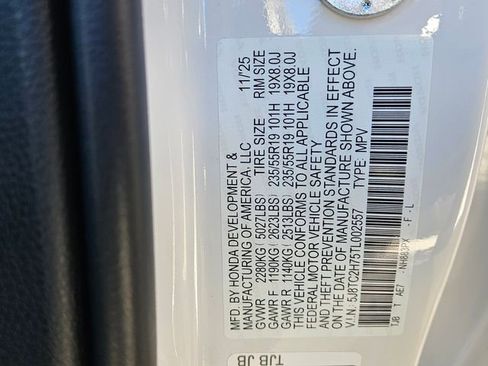 MFD. BY HONDA DEVELOPMENT &
MANUFACTURING OF AMERICA, LLC 11/'25
TIRE SIZE RIM SIZE
GVWR 2280KG (5027LBS)
GAWR F 1190KG (2623LBS) 235/55R19 101H 19X8.0J
GAWR R 1140KG (2513LBS) 235/55R19 101H 19X8.0J
THIS VEHICLE CONFORMS TO ALL APPLICABLE
FEDERAL MOTOR VEHICLE SAFETY
AND THEFT PREVENTION STANDARDS IN EFFECT
ON THE DATE OF MANUFACTURE SHOWN ABOVE.
V.I.N. 5J8TC2H75TL002557 TYPE: MPV
TJB T AE7 - F - L
TJB JB